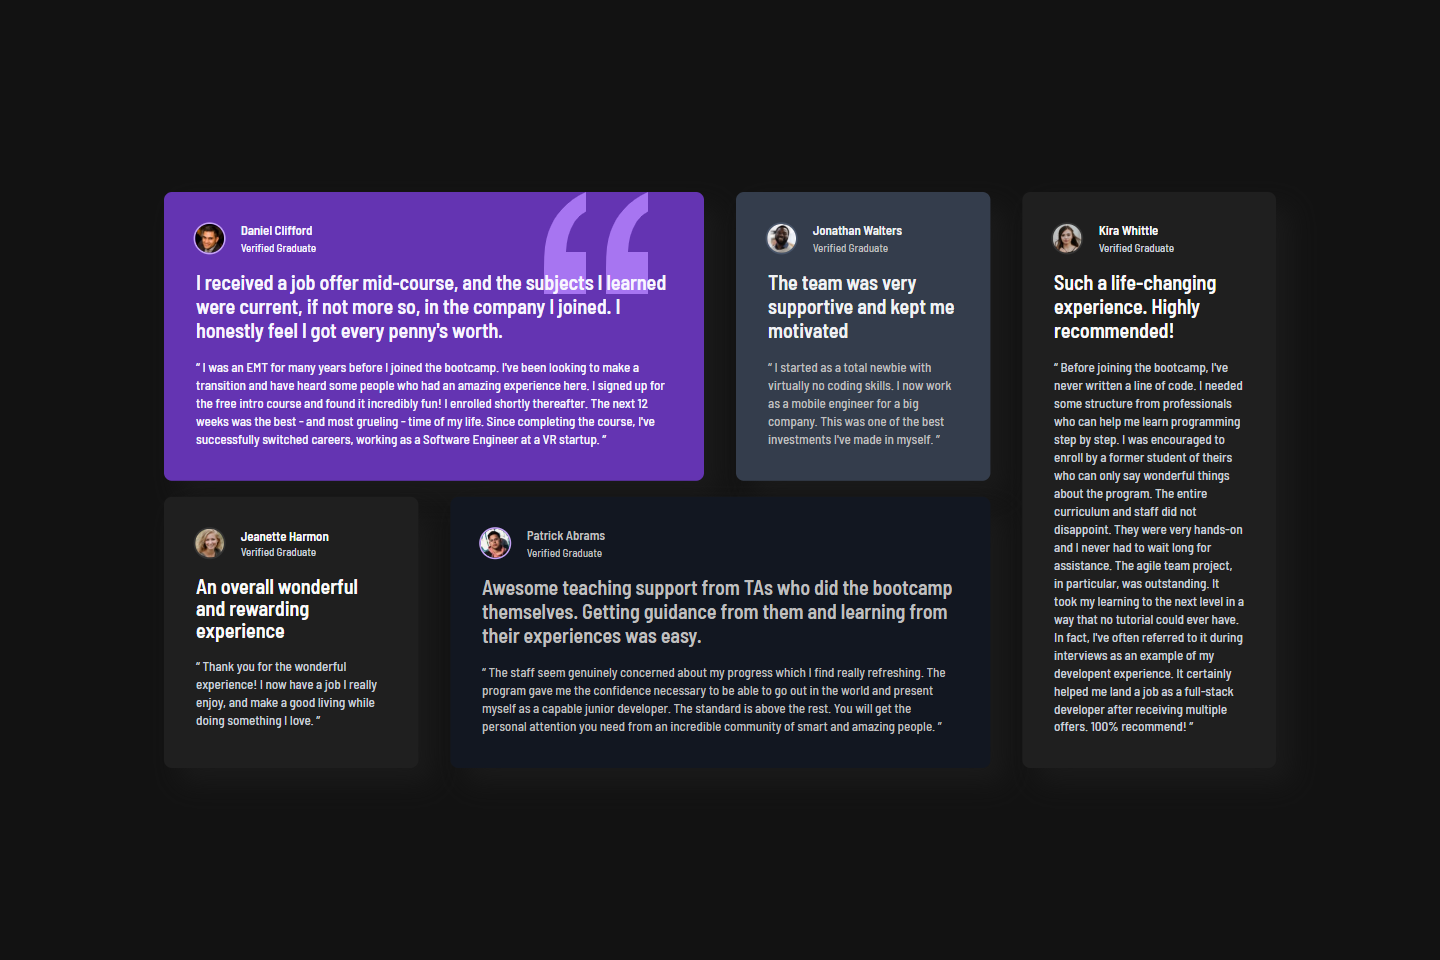 Daniel Clifford
Verified Graduate
I received a job offer mid-course, and the subjects I learned
were current, if not more so, in the company I joined. I
honestly feel I got every penny's worth.
“ I was an EMT for many years before I joined the bootcamp. I've been looking to make a
transition and have heard some people who had an amazing experience here. I signed up for
the free intro course and found it incredibly fun! I enrolled shortly thereafter. The next 12
weeks was the best - and most grueling - time of my life. Since completing the course, I've
successfully switched careers, working as a Software Engineer at a VR startup. ”
Jonathan Walters
Verified Graduate
The team was very
supportive and kept me
motivated
“ I started as a total newbie with
virtually no coding skills. I now work
as a mobile engineer for a big
company. This was one of the best
investments I've made in myself. ”
Kira Whittle
Verified Graduate
Such a life-changing
experience. Highly
recommended!
“ Before joining the bootcamp, I've
never written a line of code. I needed
some structure from professionals
who can help me learn programming
step by step. I was encouraged to
enroll by a former student of theirs
who can only say wonderful things
about the program. The entire
curriculum and staff did not
disappoint. They were very hands-on
and I never had to wait long for
assistance. The agile team project,
in particular, was outstanding. It
took my learning to the next level in a
way that no tutorial could ever have.
In fact, I've often referred to it during
interviews as an example of my
developent experience. It certainly
helped me land a job as a full-stack
developer after receiving multiple
offers. 100% recommend! ”
Jeanette Harmon
Verified Graduate
An overall wonderful
and rewarding
experience
“ Thank you for the wonderful
experience! I now have a job I really
enjoy, and make a good living while
doing something I love. ”
Patrick Abrams
Verified Graduate
Awesome teaching support from TAs who did the bootcamp
themselves. Getting guidance from them and learning from
their experiences was easy.
“ The staff seem genuinely concerned about my progress which I find really refreshing. The
program gave me the confidence necessary to be able to go out in the world and present
myself as a capable junior developer. The standard is above the rest. You will get the
personal attention you need from an incredible community of smart and amazing people. ”